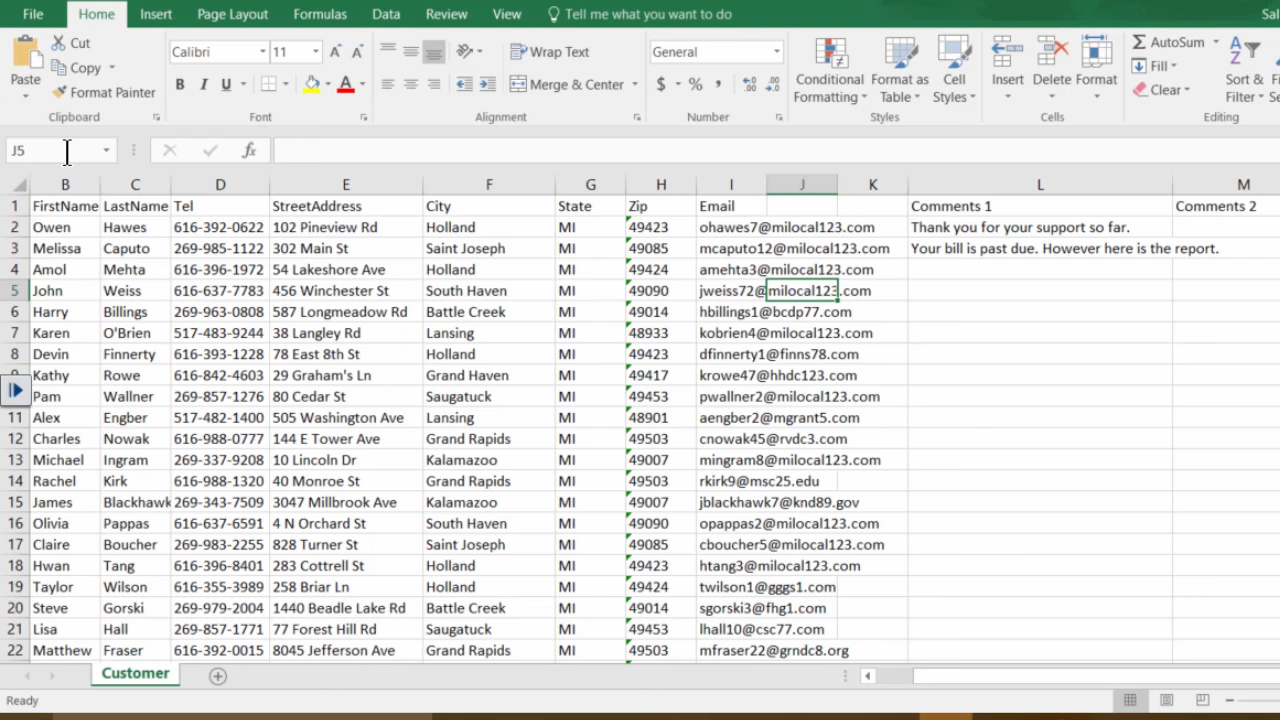 File Home Insert Page Layout Formulas Data Review View Tell me what you want to do
Cut
Copy
Format Painter
Paste
Clipboard
Calibri 11 A A
B I U A
Font
Wrap Text
Merge & Center
Alignment
General
$ % ,
Number
Conditional Formatting
Format as Table
Cell Styles
Styles
Insert Delete Format
Cells
AutoSum
Fill
Clear
Sort &
Filter
Editing
J5 fx
B C D E F G H I J K L M
1 FirstName LastName Tel StreetAddress City State Zip Email Comments 1 Comments 2
2 Owen Hawes 616-392-0622 102 Pineview Rd Holland MI 49423 ohawes7@milocal123.com Thank you for your support so far.
3 Melissa Caputo 269-985-1122 302 Main St Saint Joseph MI 49085 mcaputo12@milocal123.com Your bill is past due. However here is the report.
4 Amol Mehta 616-396-1972 54 Lakeshore Ave Holland MI 49424 amehta3@milocal123.com
5 John Weiss 616-637-7783 456 Winchester St South Haven MI 49090 jweiss72@milocal123.com
6 Harry Billings 269-963-0808 587 Longmeadow Rd Battle Creek MI 49014 hbillings1@bcdp77.com
7 Karen O'Brien 517-483-9244 38 Langley Rd Lansing MI 48933 kobrien4@milocal123.com
8 Devin Finnerty 616-393-1228 78 East 8th St Holland MI 49423 dfinnerty1@finns78.com
Kathy Rowe 616-842-4603 29 Graham's Ln Grand Haven MI 49417 krowe47@hhdc123.com
Pam Wallner 269-857-1276 80 Cedar St Saugatuck MI 49453 pwallner2@milocal123.com
11 Alex Engber 517-482-1400 505 Washington Ave Lansing MI 48901 aengber2@mgrant5.com
12 Charles Nowak 616-988-0777 144 E Tower Ave Grand Rapids MI 49503 cnowak45@rvdc3.com
13 Michael Ingram 269-337-9208 10 Lincoln Dr Kalamazoo MI 49007 mingram8@milocal123.com
14 Rachel Kirk 616-988-1320 40 Monroe St Grand Rapids MI 49503 rkirk9@msc25.edu
15 James Blackhawk 269-343-7509 3047 Millbrook Ave Kalamazoo MI 49007 jblackhawk7@knd89.gov
16 Olivia Pappas 616-637-6591 4 N Orchard St South Haven MI 49090 opappas2@milocal123.com
17 Claire Boucher 269-983-2255 828 Turner St Saint Joseph MI 49085 cboucher5@milocal123.com
18 Hwan Tang 616-396-8401 283 Cottrell St Holland MI 49423 htang3@milocal123.com
19 Taylor Wilson 616-355-3989 258 Briar Ln Holland MI 49424 twilson1@gggs1.com
20 Steve Gorski 269-979-2004 1440 Beadle Lake Rd Battle Creek MI 49014 sgorski3@fhg1.com
21 Lisa Hall 269-857-1771 77 Forest Hill Rd Saugatuck MI 49453 lhall10@csc77.com
22 Matthew Fraser 616-392-0015 8045 Jefferson Ave Grand Rapids MI 49503 mfraser22@grndc8.org
Customer
Ready